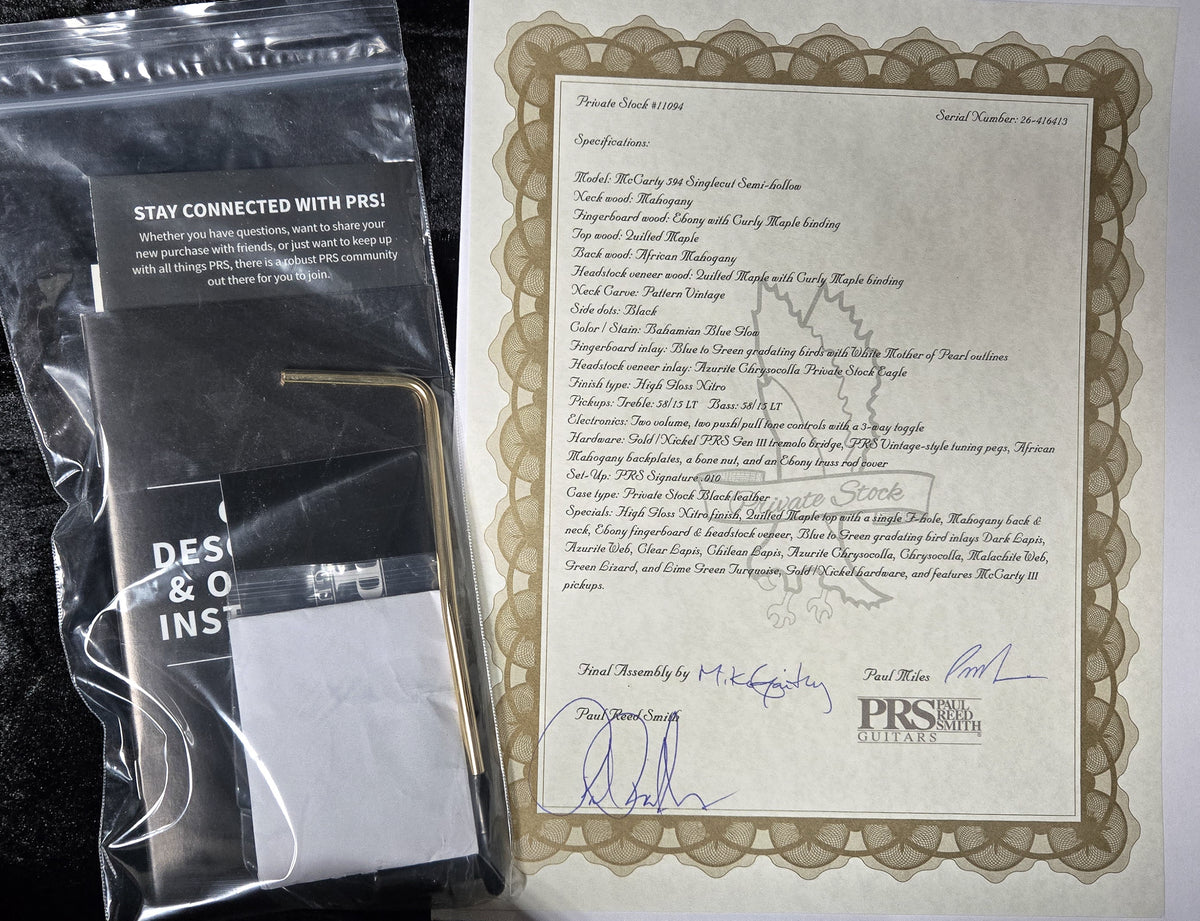 STAY CONNECTED WITH PRS!
Whether you have questions, want to share your
new purchase with friends, or just want to keep up
with all things PRS, there is a robust PRS community
out there for you to join.
DES
& O
INST
Private Stock #11094
Serial Number: 26-416413
Specifications:
Model: McCarty 594 Singlecut Semi-hollow
Neck wood: Mahogany
Fingerboard wood: Ebony with Curly Maple binding
Top wood: Quilted Maple
Back wood: African Mahogany
Headstock veneer wood: Quilted Maple with Curly Maple binding
Neck Carve: Pattern Vintage
Side dots: Black
Color / Stain: Bahamian Blue Glow
Fingerboard inlay: Blue to Green gradating birds with White Mother of Pearl outlines
Headstock veneer inlay: Azurite Chrysocolla Private Stock Eagle
Finish type: High Gloss Nitro
Pickups: Treble: 58/15 LT Bass: 58/15 LT
Electronics: Two volume, two push/pull tone controls with a 3-way toggle
Hardware: Gold/Nickel PRS Gen III tremolo bridge, PRS Vintage-style tuning pegs, African
Mahogany backplates, a bone nut, and an Ebony truss rod cover
Set-Up: PRS Signature .010
Case type: Private Stock Black leather
Private Stock
Specials: High Gloss Nitro finish, Quilted Maple top with a single F-hole, Mahogany back &
neck, Ebony fingerboard & headstock veneer, Blue to Green gradating bird inlays Dark Lapis,
Azurite Web, Clear Lapis, Chilean Lapis, Azurite Chrysocolla, Chrysocolla, Malachite Web,
Green Lizard, and Lime Green Turquoise, Gold/Nickel hardware, and features McCarty III
pickups.
Final Assembly by Mik Gaitley
Paul Miles
Paul Reed Smith
PRS PAUL
REED
SMITH
GUITARS